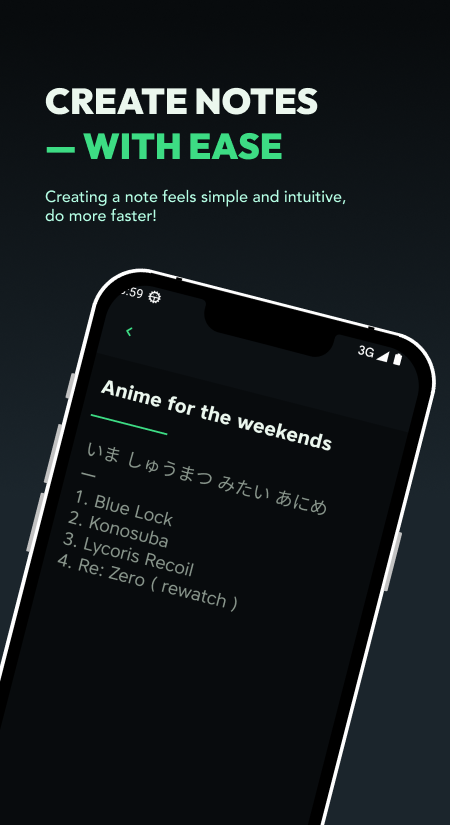 CREATE NOTES
— WITH EASE
Creating a note feels simple and intuitive,
do more faster!
:59
3G
Anime for the weekends
いま しゅうまつ みたい あにめ
—
1. Blue Lock
2. Konosuba
3. Lycoris Recoil
4. Re: Zero ( rewatch )